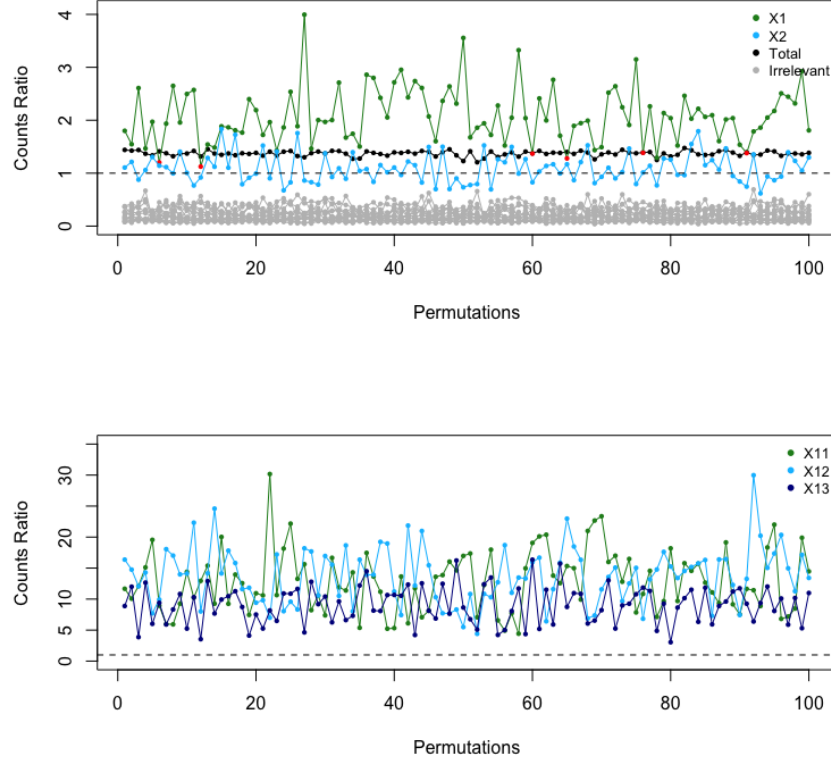 Counts Ratio
4
3
2
1
0
X1
X2
Total
Irrelevant
0 20 40 60 80 100
Permutations
Counts Ratio
30
20
10
5
0
X11
X12
X13
0 20 40 60 80 100
Permutations